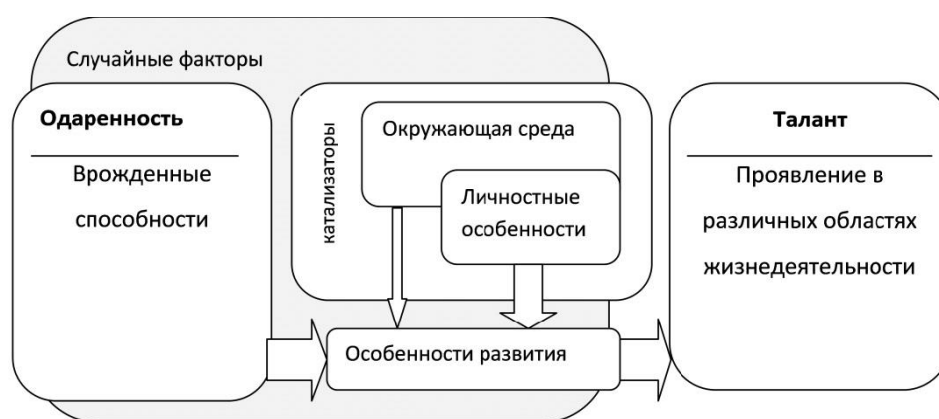 Случайные факторы
Одаренность
Врожденные
способности
катализаторы
Окружающая среда
Личностные
особенности
Особенности развития
Талант
Проявление в
различных областях
жизнедеятельности